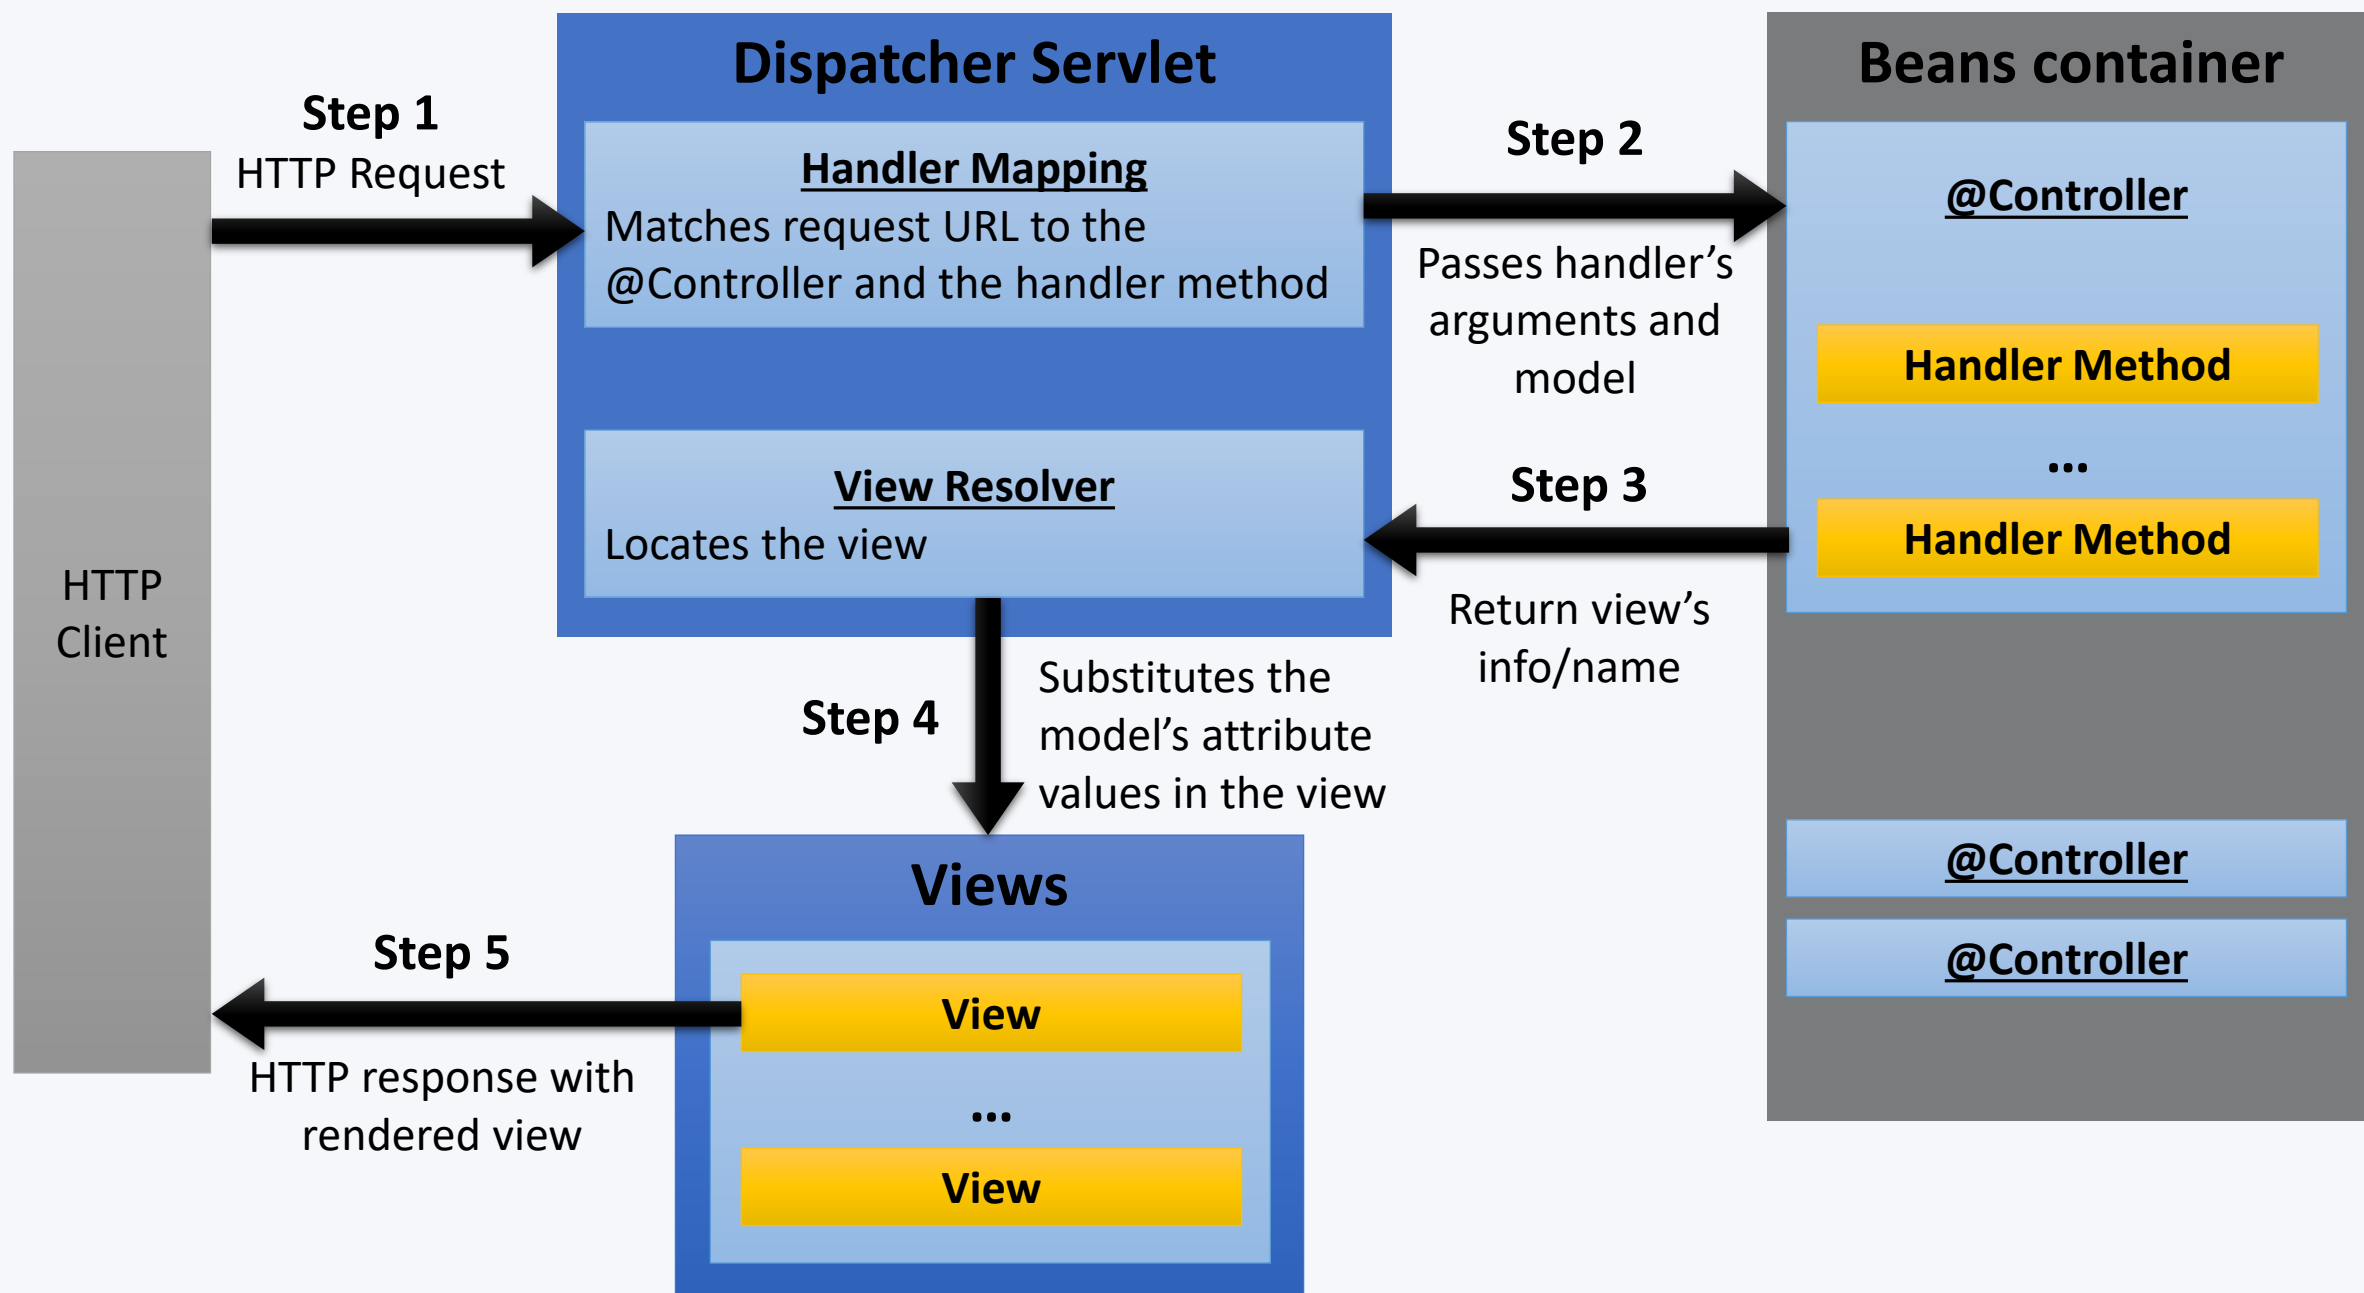 Dispatcher Servlet
Beans container
Step 1
HTTP Request
Handler Mapping
Matches request URL to the
@Controller and the handler method
Step 2
Passes handler’s
arguments and
model
@Controller
Handler Method
...
Handler Method
View Resolver
Locates the view
Step 3
Return view’s
info/name
HTTP
Client
Step 4
Substitutes the
model’s attribute
values in the view
@Controller
@Controller
Views
View
...
View
Step 5
HTTP response with
rendered view